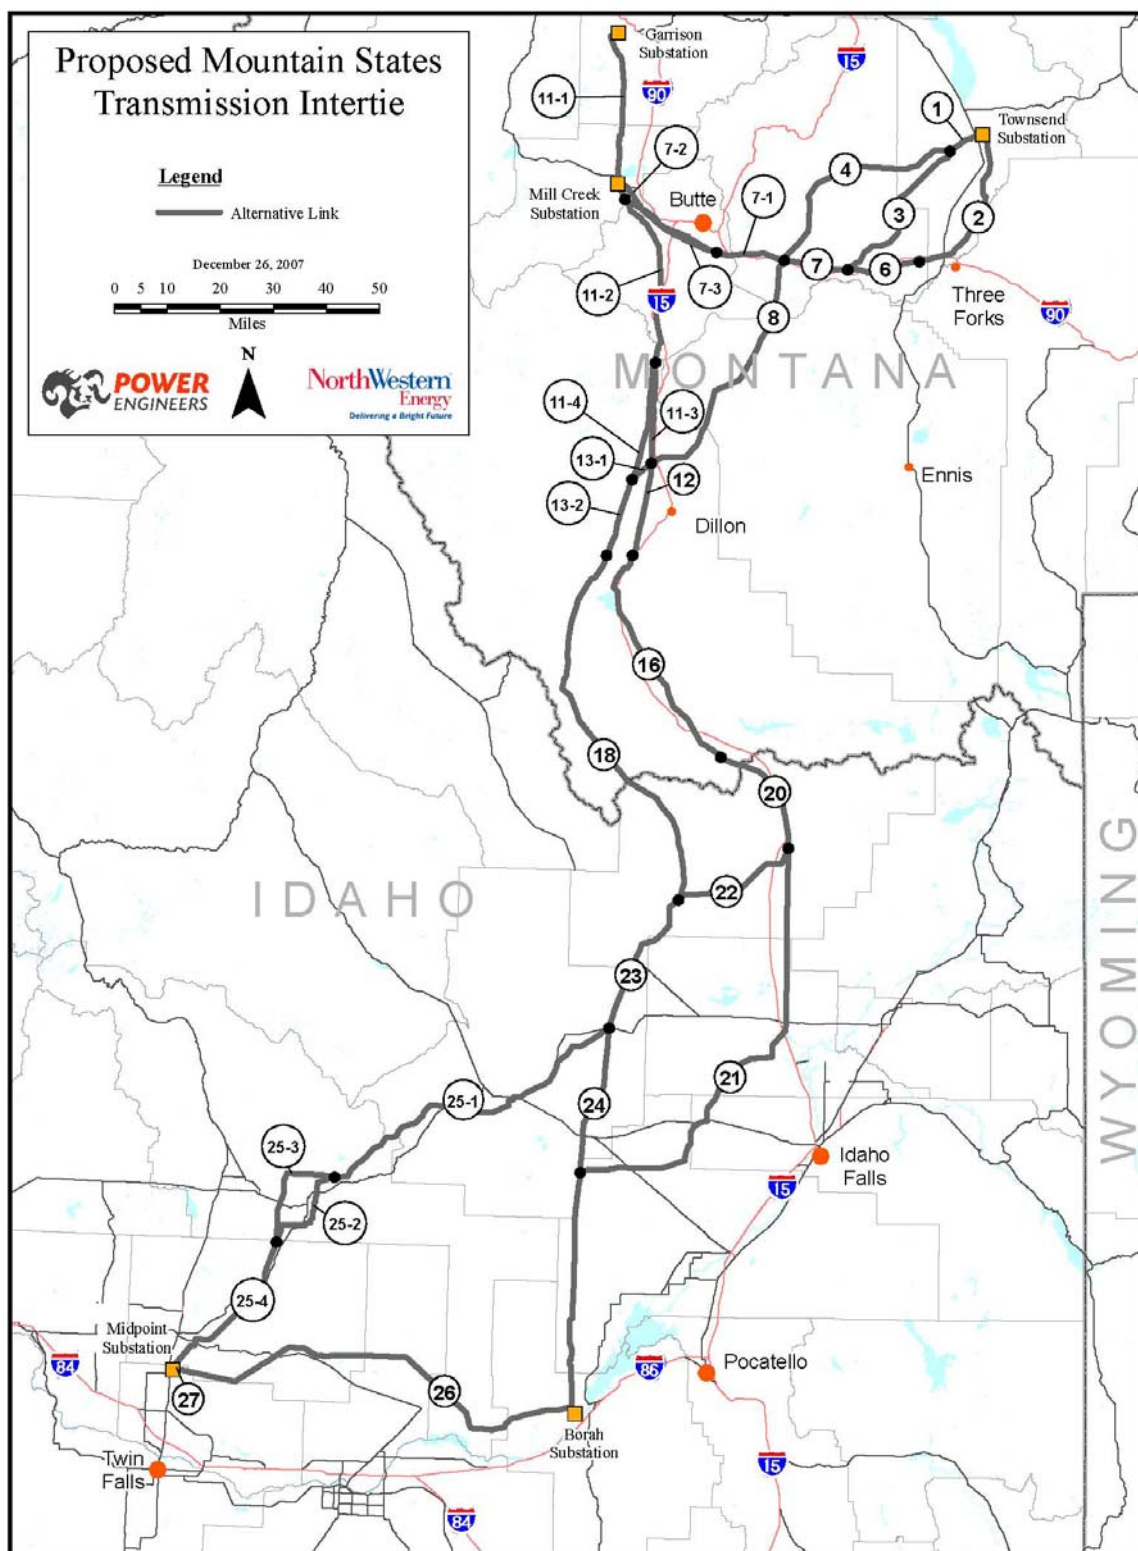 Proposed Mountain States
Transmission Intertie
Legend
Alternative Link
December 26, 2007
0 5 10 20 30 40 50
Miles
N
POWER
ENGINEERS
NorthWestern
Energy
Delivering a Bright Future
Garrison
Substation
15
90
11-1
1
Townsend
Substation
7-2
4
Mill Creek
Substation
Butte
7-1
3
2
11-2
15
7-3
7
6
8
Three
Forks
90
MONTANA
11-4
11-3
13-1
12
Ennis
13-2
Dillon
16
18
20
22
IDAHO
WYOMING
23
21
25-1
24
25-3
Idaho
Falls
15
25-2
25-4
Midpoint
Substation
84
86
Pocatello
27
26
Borah
Substation
Twin
Falls
15
84